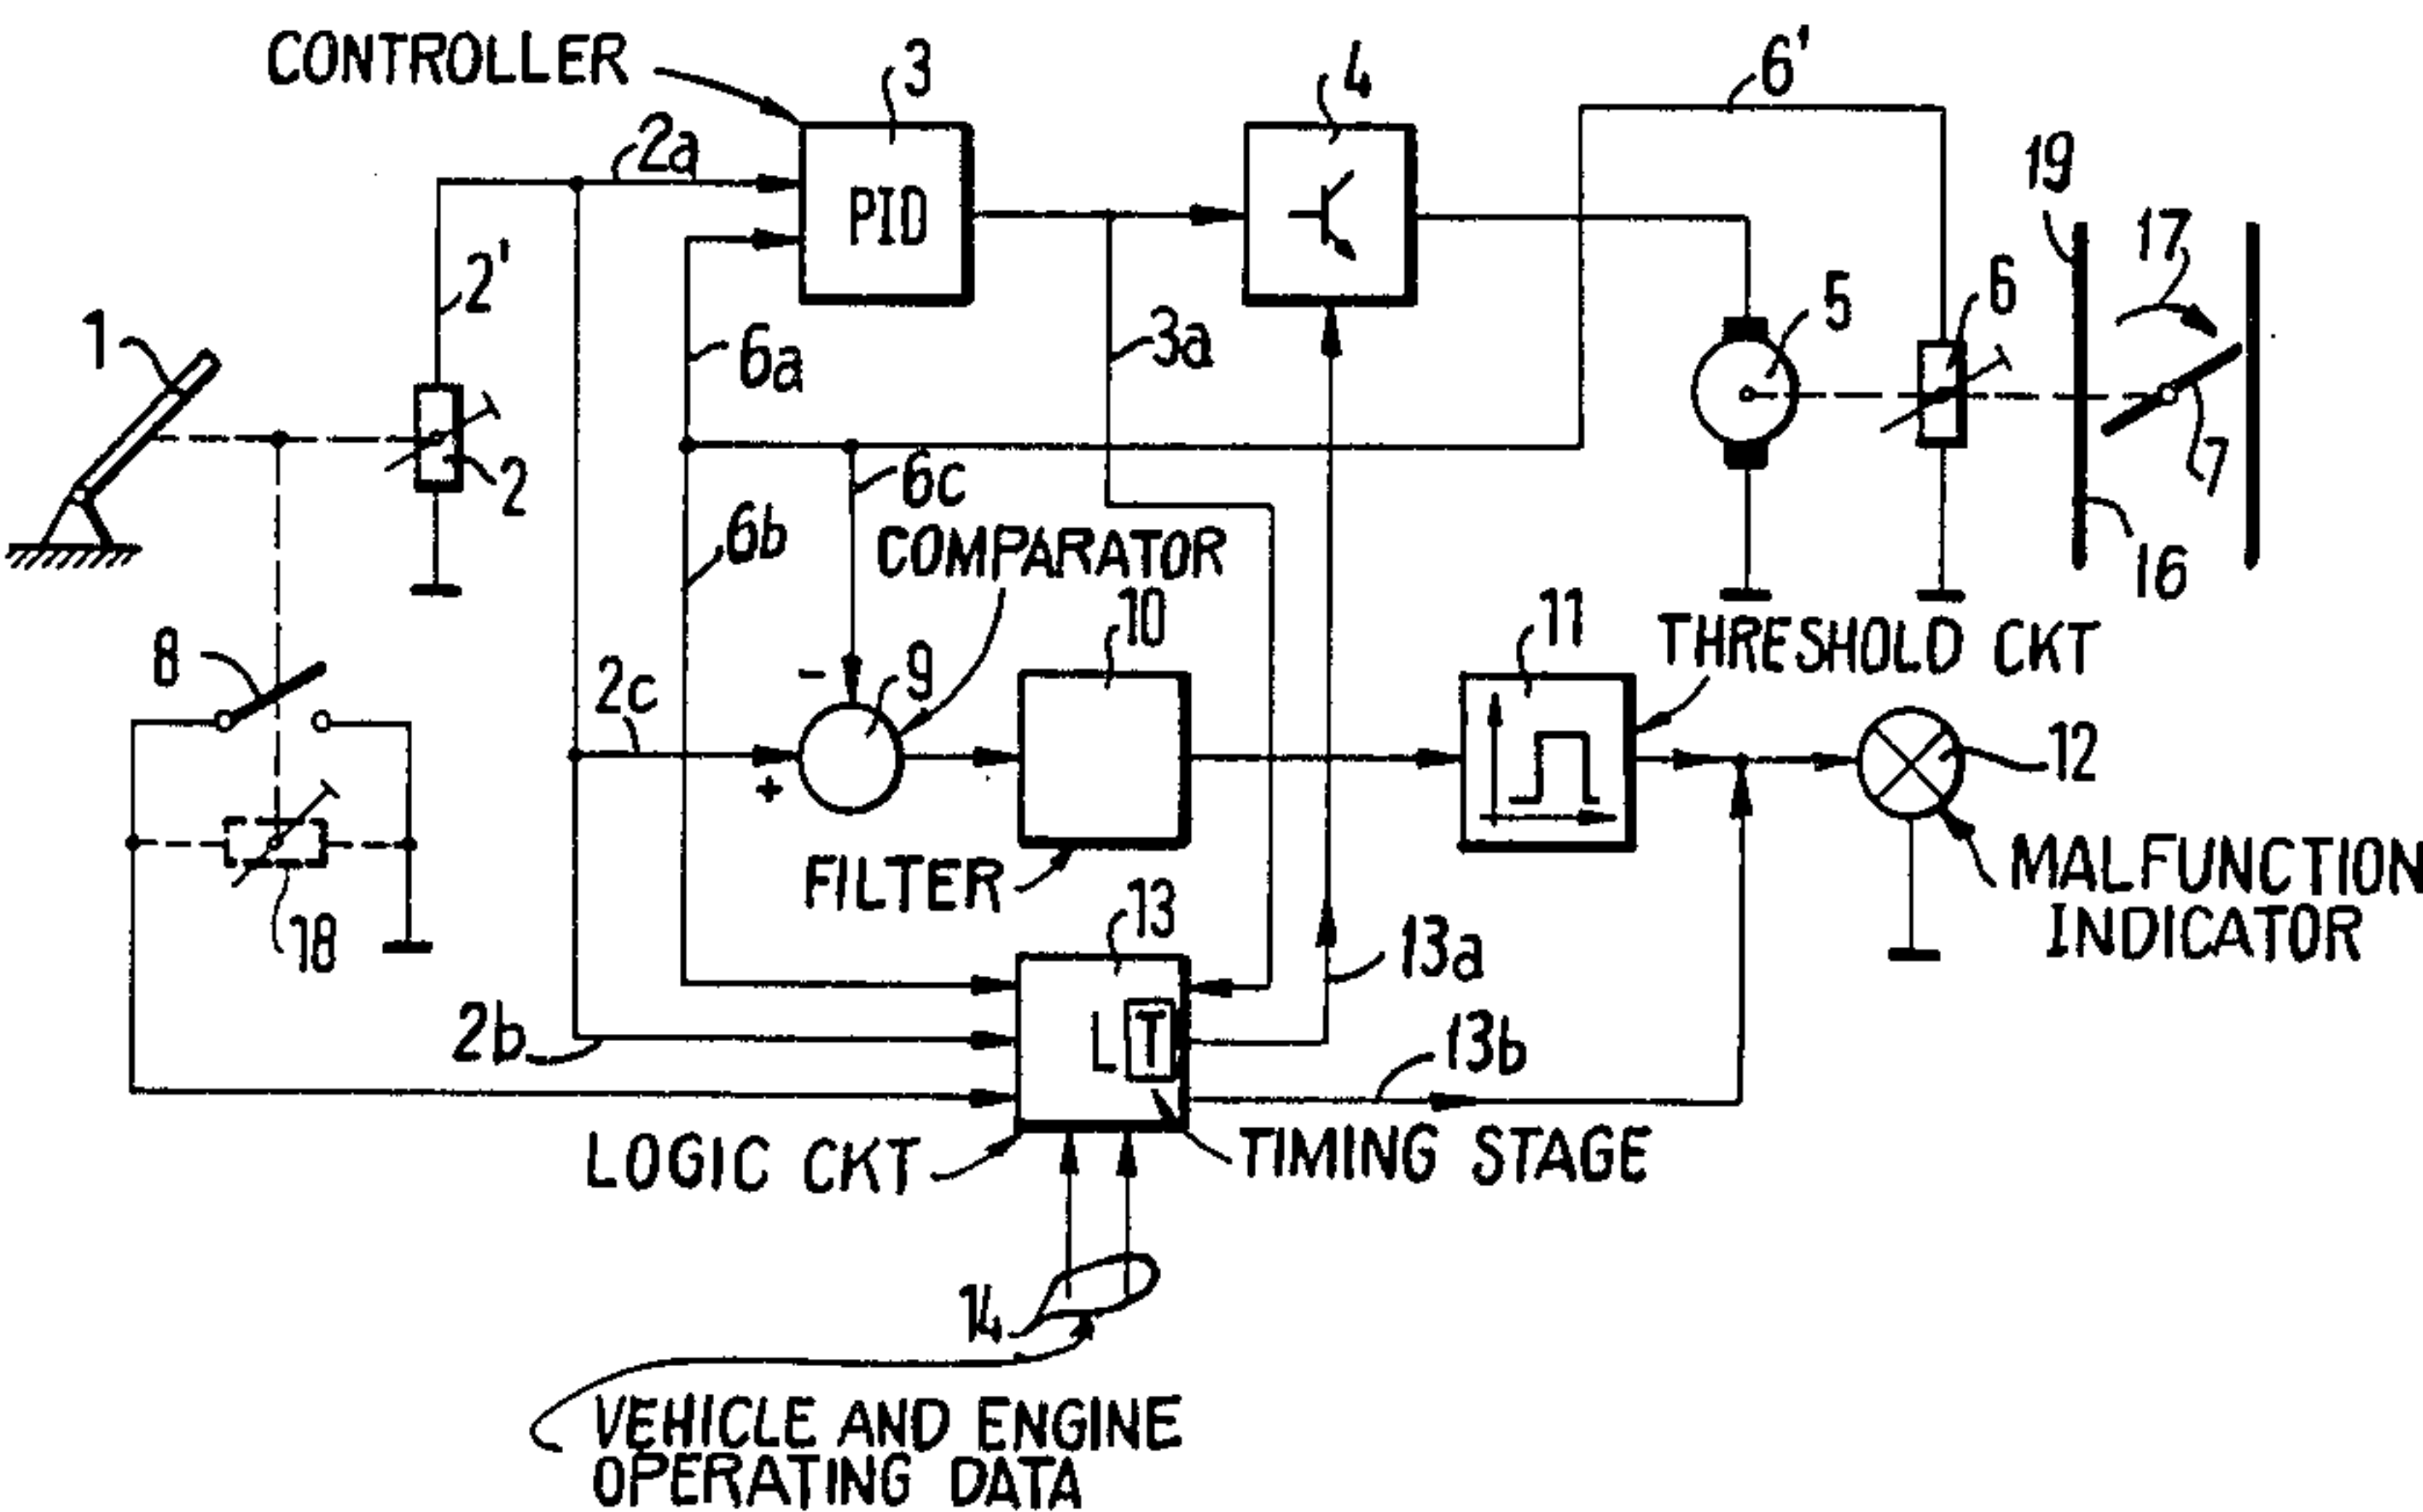 CONTROLLER
3
4
6'
2a
19
PID
17
2'
6
5
1
6a
3a
7
2
6c
6b
COMPARATOR
16
10
11
THRESHOLD CKT
8
-
9
2c
12
+
MALFUNCTION
INDICATOR
FILTER
13
18
13a
L T
2b
13b
LOGIC CKT
TIMING STAGE
14
VEHICLE AND ENGINE
OPERATING DATA